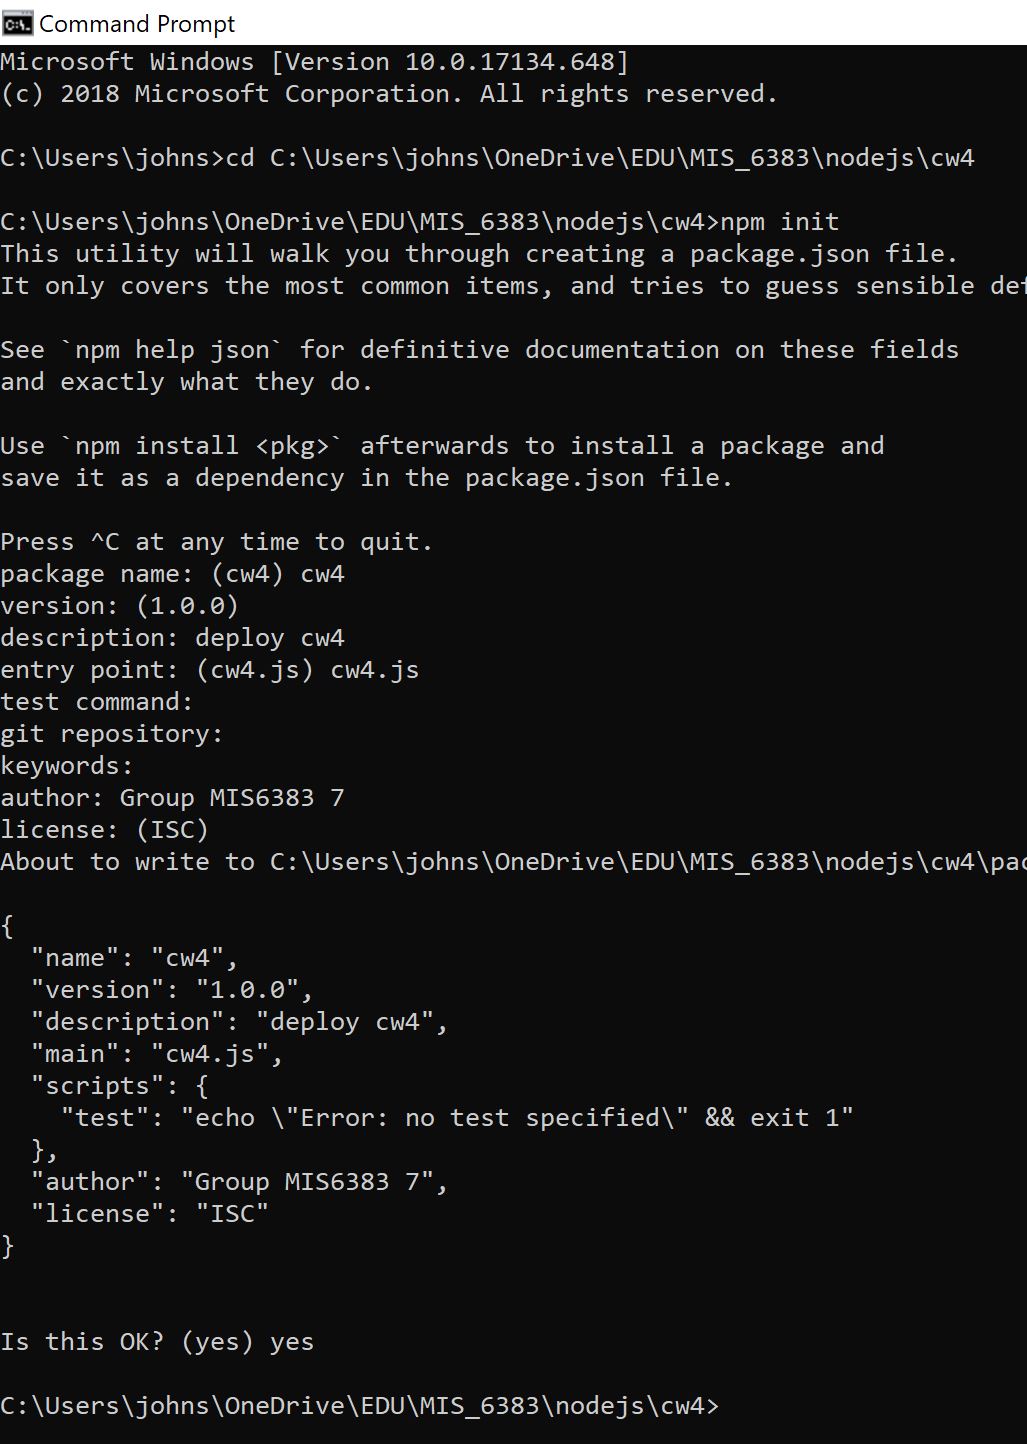 Command Prompt
Microsoft Windows [Version 10.0.17134.648]
(c) 2018 Microsoft Corporation. All rights reserved.
C:\Users\johns>cd C:\Users\johns\OneDrive\EDU\MIS_6383\nodejs\cw4
C:\Users\johns\OneDrive\EDU\MIS_6383\nodejs\cw4>npm init
This utility will walk you through creating a package.json file.
It only covers the most common items, and tries to guess sensible def
See `npm help json` for definitive documentation on these fields
and exactly what they do.
Use `npm install <pkg>` afterwards to install a package and
save it as a dependency in the package.json file.
Press ^C at any time to quit.
package name: (cw4) cw4
version: (1.0.0)
description: deploy cw4
entry point: (cw4.js) cw4.js
test command:
git repository:
keywords:
author: Group MIS6383 7
license: (ISC)
About to write to C:\Users\johns\OneDrive\EDU\MIS_6383\nodejs\cw4\pac
{
  "name": "cw4",
  "version": "1.0.0",
  "description": "deploy cw4",
  "main": "cw4.js",
  "scripts": {
    "test": "echo \"Error: no test specified\" && exit 1"
  },
  "author": "Group MIS6383 7",
  "license": "ISC"
}
Is this OK? (yes) yes
C:\Users\johns\OneDrive\EDU\MIS_6383\nodejs\cw4>